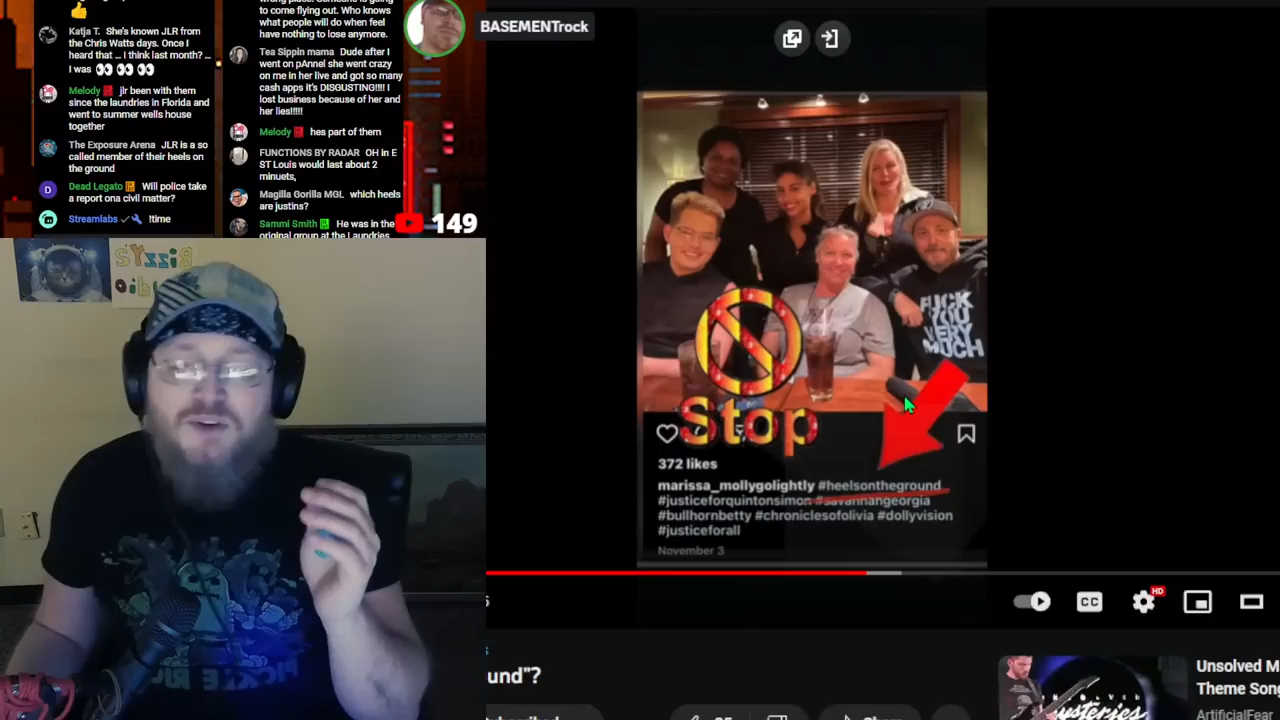 Katja T. She's known JLR from
the Chris Watts days. Once I
heard that ... I think last month? ...
I was
Melody jlr been with them
since the laundries in Florida and
went to summer wells house
together
The Exposure Arena JLR is a so
called member of their heels on
the ground
Dead Legato Will police take
a report ona civil matter?
Streamlabs !time
to come flying out. Who knows
what people will do when feel
have nothing to lose anymore.
Tea Sippin mama Dude after I
went on pAnnel she went crazy
on me in her live and got so many
cash apps it's DISGUSTING!!!! I
lost business because of her and
her lies!!!!!
Melody hes part of them
FUNCTIONS BY RADAR OH in E
ST Louis would last about 2
minuets,
Magilla Gorilla MGL which heels
are justins?
Sammi Smith He was in the
original group at the Laundries
149
BASEMENTrock
BizzYS
FUCK
YOU
VERY
MUCH
Stop
372 likes
marissa_mollygolightly #heelsontheground
#justiceforquintonsimon #savannahgeorgia
#bullhornbetty #chroniclesofolivia #dollyvision
#justiceforall
November 3
CC
HD
und"?
Unsolved M
Theme Song
ArtificialFear